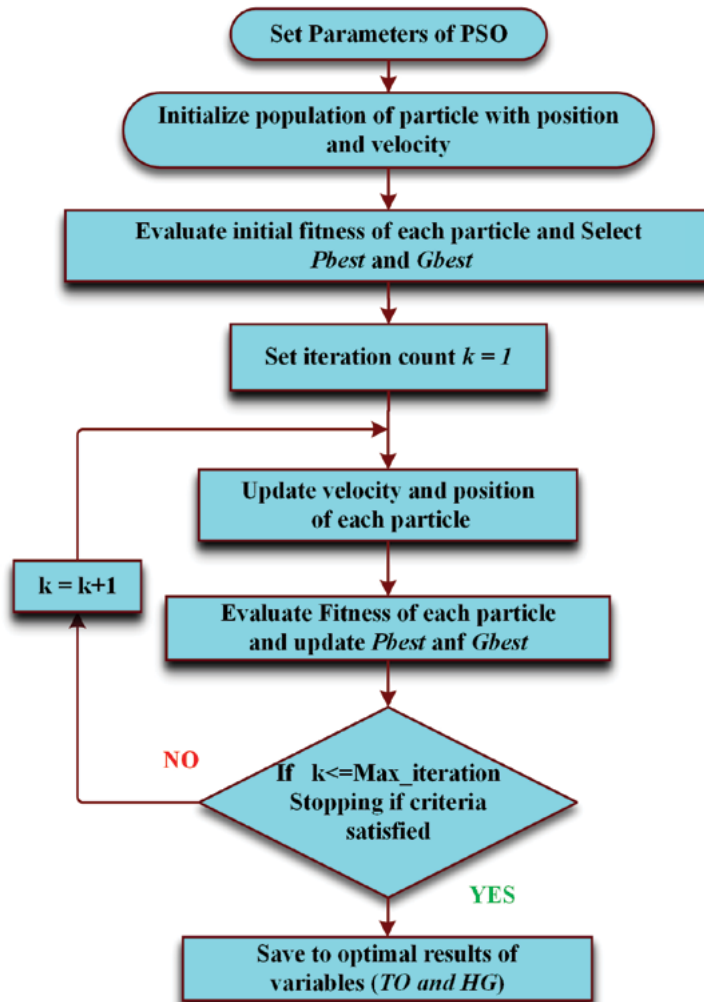 Set Parameters of PSO
Initialize population of particle with position
and velocity
Evaluate initial fitness of each particle and Select
Pbest and Gbest
Set iteration count k = 1
Update velocity and position
of each particle
k = k+1
Evaluate Fitness of each particle
and update Pbest anf Gbest
NO
If k<=Max_iteration
Stopping if criteria
satisfied
YES
Save to optimal results of
variables (TO and HG)